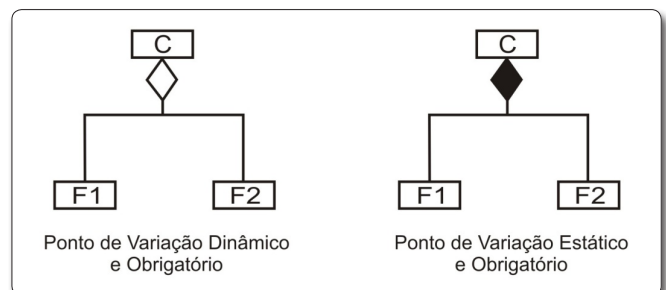 C
F1 F2
Ponto de Variação Dinâmico
e Obrigatório
C
F1 F2
Ponto de Variação Estático
e Obrigatório